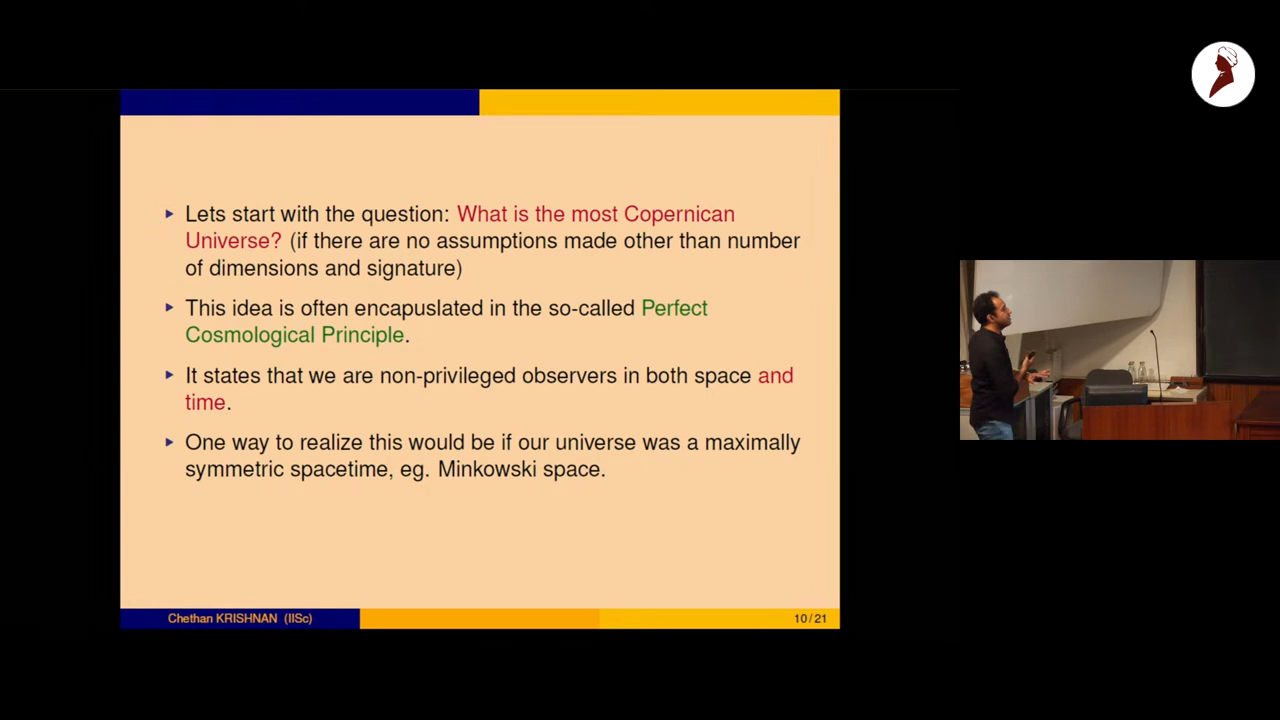 Lets start with the question: What is the most Copernican
Universe? (if there are no assumptions made other than number
of dimensions and signature)
This idea is often encapuslated in the so-called Perfect
Cosmological Principle.
It states that we are non-privileged observers in both space and
time.
One way to realize this would be if our universe was a maximally
symmetric spacetime, eg. Minkowski space.
Chethan KRISHNAN (IISc)
10/21